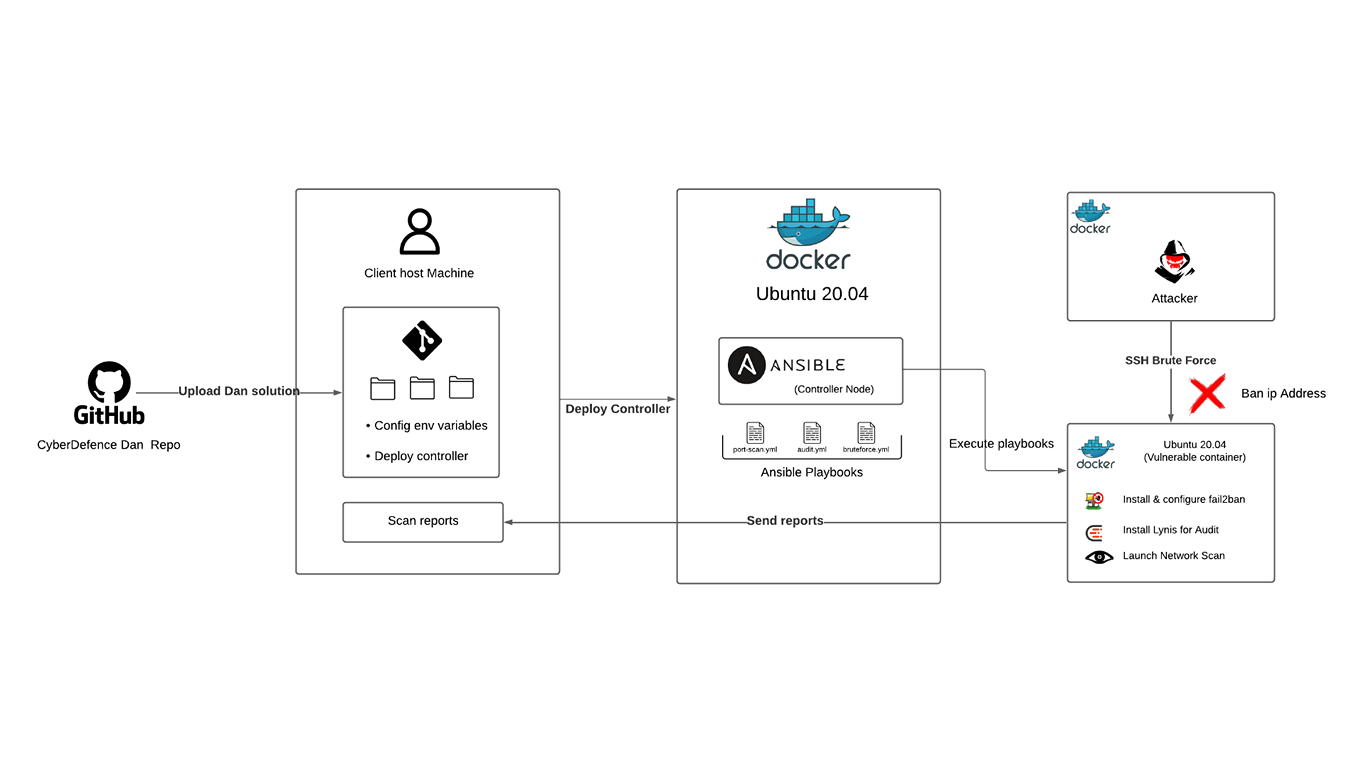 GitHub
CyberDefence Dan Repo
Upload Dan solution
Client host Machine
• Config env variables
• Deploy controller
Scan reports
Deploy Controller
docker
Ubuntu 20.04
A ANSIBLE
(Controller Node)
port-scan.yml
audit.yml
bruteforce.yml
Ansible Playbooks
Execute playbooks
Send reports
docker
Attacker
SSH Brute Force
Ban ip Address
docker
Ubuntu 20.04
(Vulnerable container)
Install & configure fail2ban
Install Lynis for Audit
Launch Network Scan